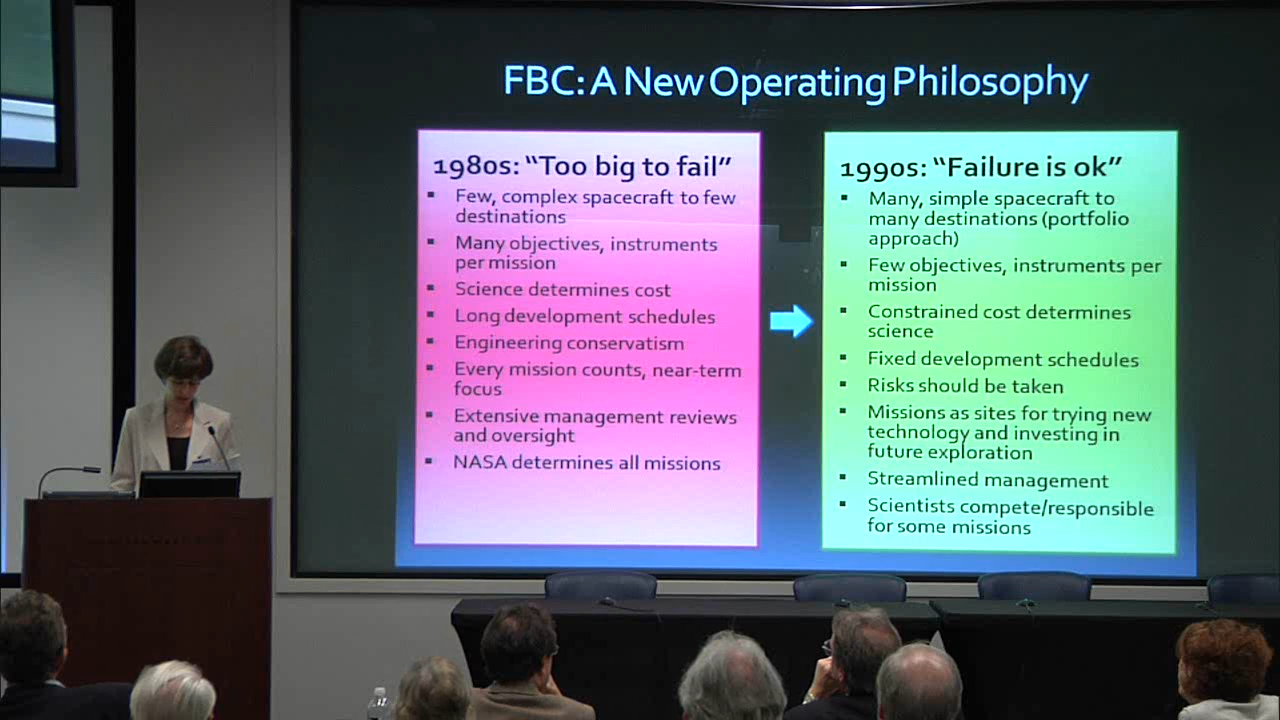 FBC: A New Operating Philosophy
1980s: “Too big to fail”
▪ Few, complex spacecraft to few
destinations
▪ Many objectives, instruments
per mission
▪ Science determines cost
▪ Long development schedules
▪ Engineering conservatism
▪ Every mission counts, near-term
focus
▪ Extensive management reviews
and oversight
▪ NASA determines all missions
1990s: “Failure is ok”
▪ Many, simple spacecraft to
many destinations (portfolio
approach)
▪ Few objectives, instruments per
mission
▪ Constrained cost determines
science
▪ Fixed development schedules
▪ Risks should be taken
▪ Missions as sites for trying new
technology and investing in
future exploration
▪ Streamlined management
▪ Scientists compete/responsible
for some missions